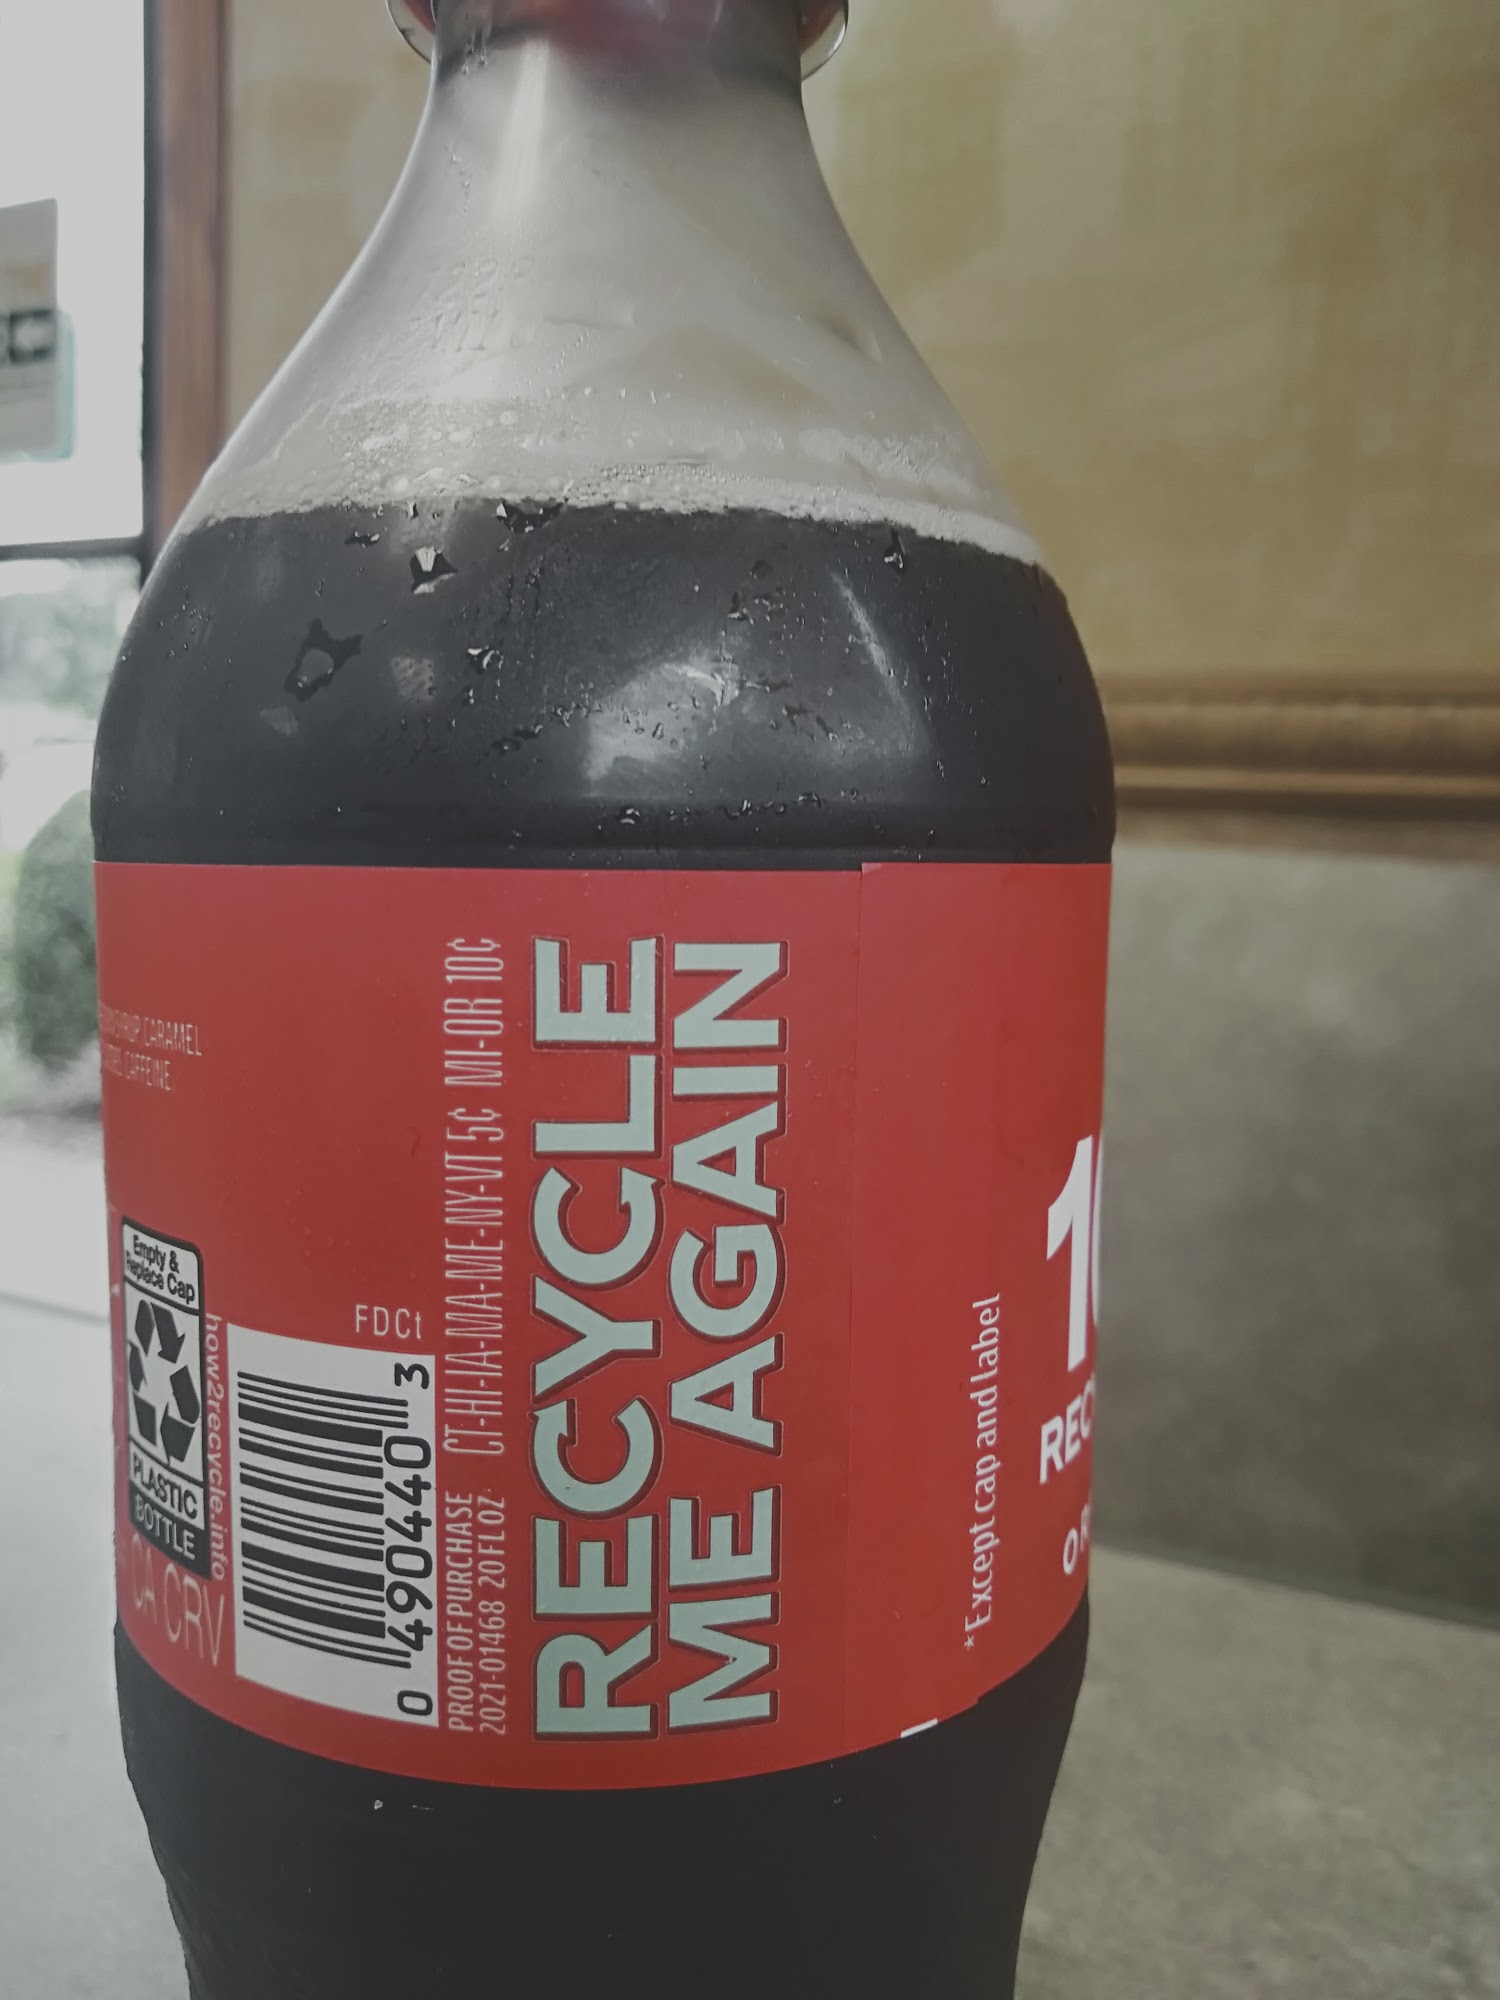 SYRUP CARAMEL
CAFFEINE.
Empty &
Replace Cap
PLASTIC
BOTTLE
how2recycle.info
CA CRV
FDCt
0 490440 3
PROOF OF PURCHASE CT-HI-IA-MA-ME-NY-VT 5¢ MI-OR 10¢
2021-01468 20 FL OZ
RECYCLE
ME AGAIN
*Except cap and label